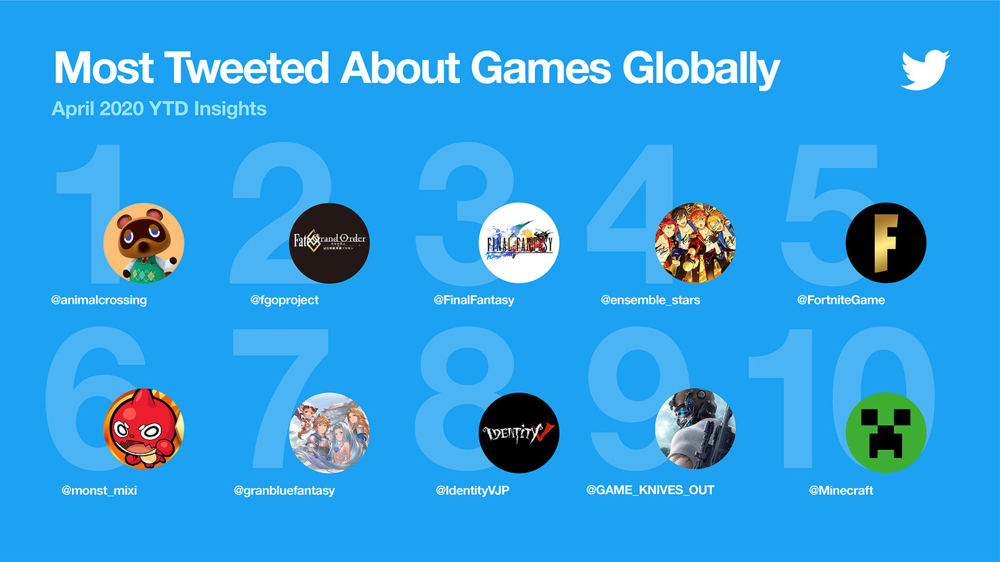 Most Tweeted About Games Globally
April 2020 YTD Insights
1 2 3 4 5
Fate/Grand Order
FINAL FANTASY
F
@animalcrossing @fgoproject @FinalFantasy @ensemble_stars @FortniteGame
6 7 8 9 10
IDENTITY V
@monst_mixi @granbluefantasy @IdentityVJP @GAME_KNIVES_OUT @Minecraft